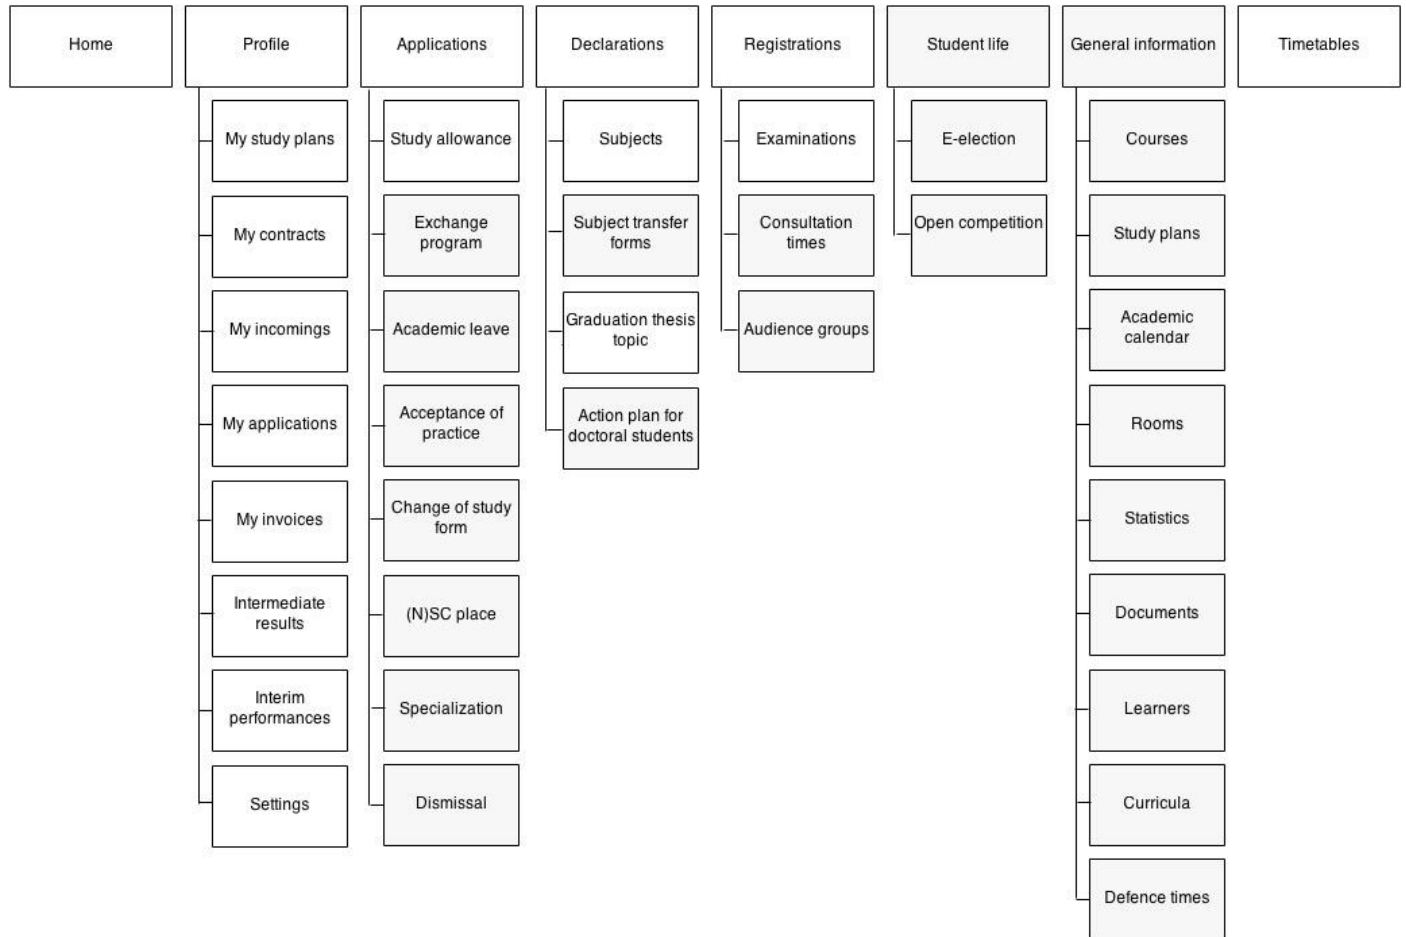 Home
Profile
Applications
Declarations
Registrations
Student life
General information
Timetables
My study plans
My contracts
My incomings
My applications
My invoices
Intermediate
results
Interim
performances
Settings
Study allowance
Exchange
program
Academic leave
Acceptance of
practice
Change of study
form
(N)SC place
Specialization
Dismissal
Subjects
Subject transfer
forms
Graduation thesis
topic
Action plan for
doctoral students
Examinations
Consultation
times
Audience groups
E-election
Open competition
Courses
Study plans
Academic
calendar
Rooms
Statistics
Documents
Learners
Curricula
Defence times